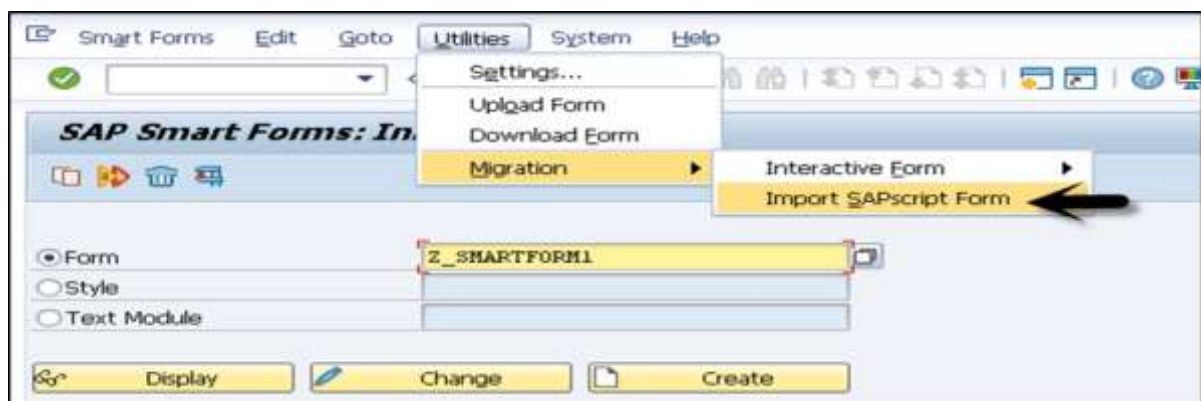 Smart Forms Edit Goto Utilities System Help
Settings...
Upload Form
SAP Smart Forms: In
Download Form
Migration Interactive Form
Import SAPscript Form
Form Z_SMARTFORM1
Style
Text Module
Display Change Create